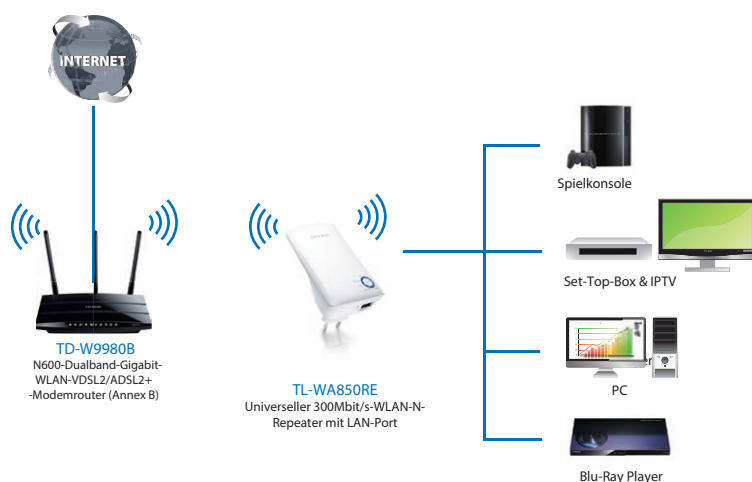 INTERNET
Spielkonsole
Set-Top-Box & IPTV
TD-W9980B
N600-Dualband-Gigabit-
WLAN-VDSL2/ADSL2+
-Modemrouter (Annex B)
TL-WA850RE
Universeller 300Mbit/s-WLAN-N-
Repeater mit LAN-Port
er
PC
Blu-Ray Player